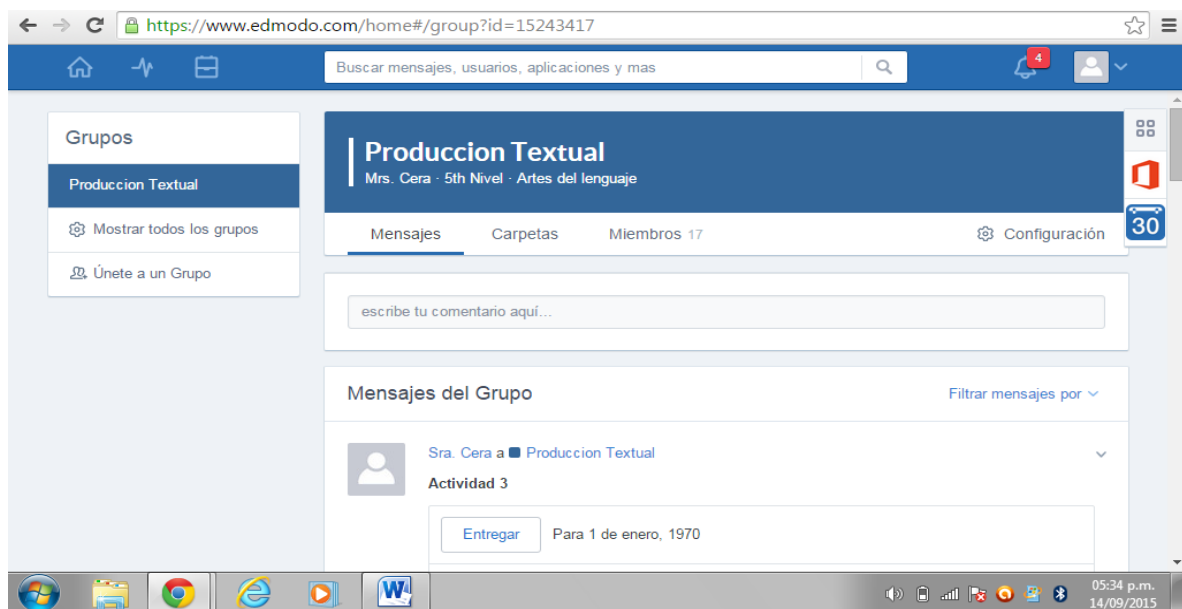 https://www.edmodo.com/home#/group?id=15243417
Buscar mensajes, usuarios, aplicaciones y mas
4
Grupos
Produccion Textual
Mostrar todos los grupos
Únete a un Grupo
Produccion Textual
Mrs. Cera · 5th Nivel · Artes del lenguaje
30
Mensajes Carpetas Miembros 17 Configuración
escribe tu comentario aquí...
Mensajes del Grupo Filtrar mensajes por
Sra. Cera a Produccion Textual
Actividad 3
Entregar Para 1 de enero, 1970
W
05:34 p.m.
14/09/2015